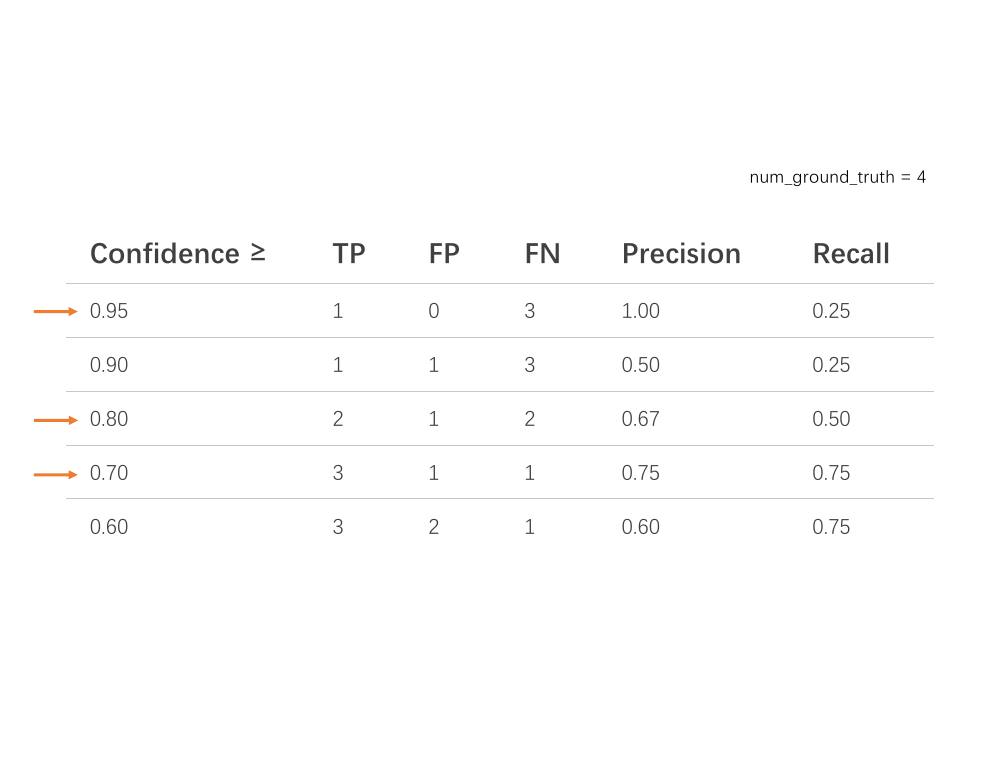 num_ground_truth = 4
Confidence ≥ TP FP FN Precision Recall
0.95 1 0 3 1.00 0.25
0.90 1 1 3 0.50 0.25
0.80 2 1 2 0.67 0.50
0.70 3 1 1 0.75 0.75
0.60 3 2 1 0.60 0.75